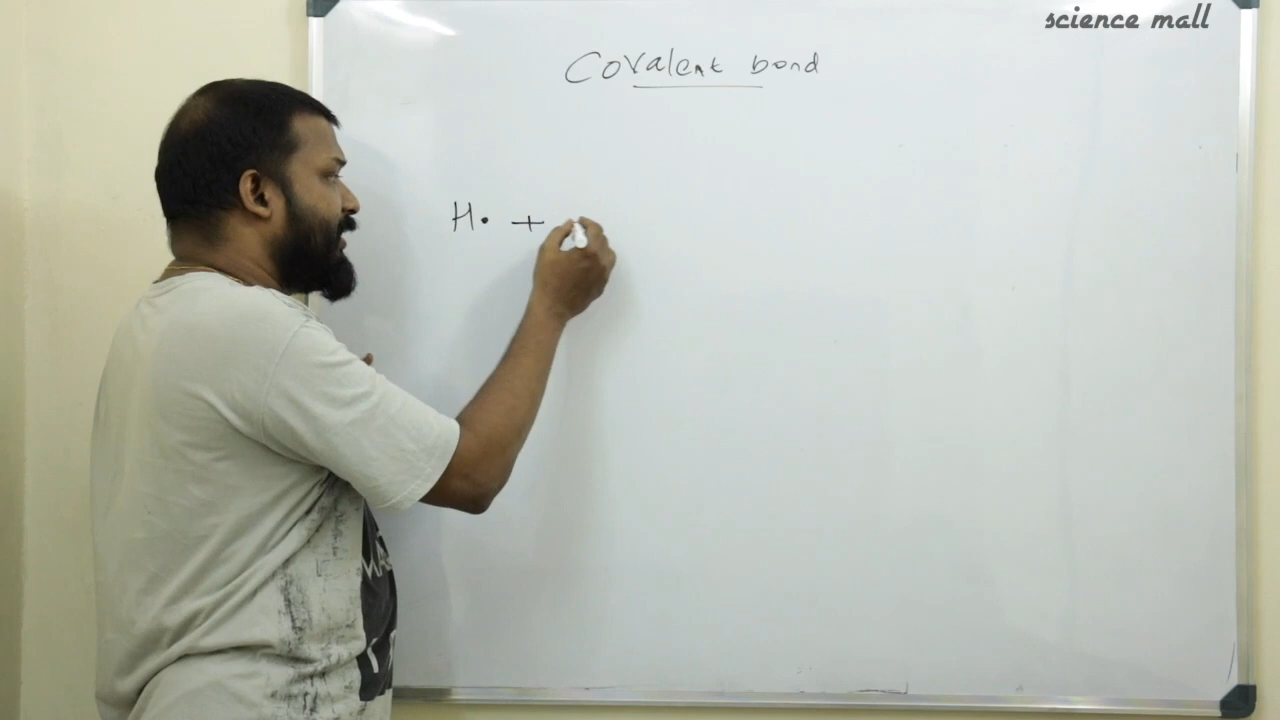 science mall
Covalent bond
H• +